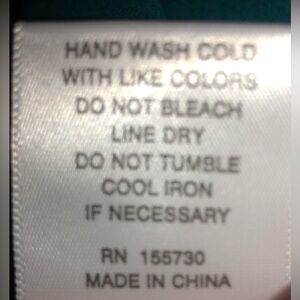 HAND WASH COLD
WITH LIKE COLORS
DO NOT BLEACH
LINE DRY
DO NOT TUMBLE
COOL IRON
IF NECESSARY
RN 155730
MADE IN CHINA